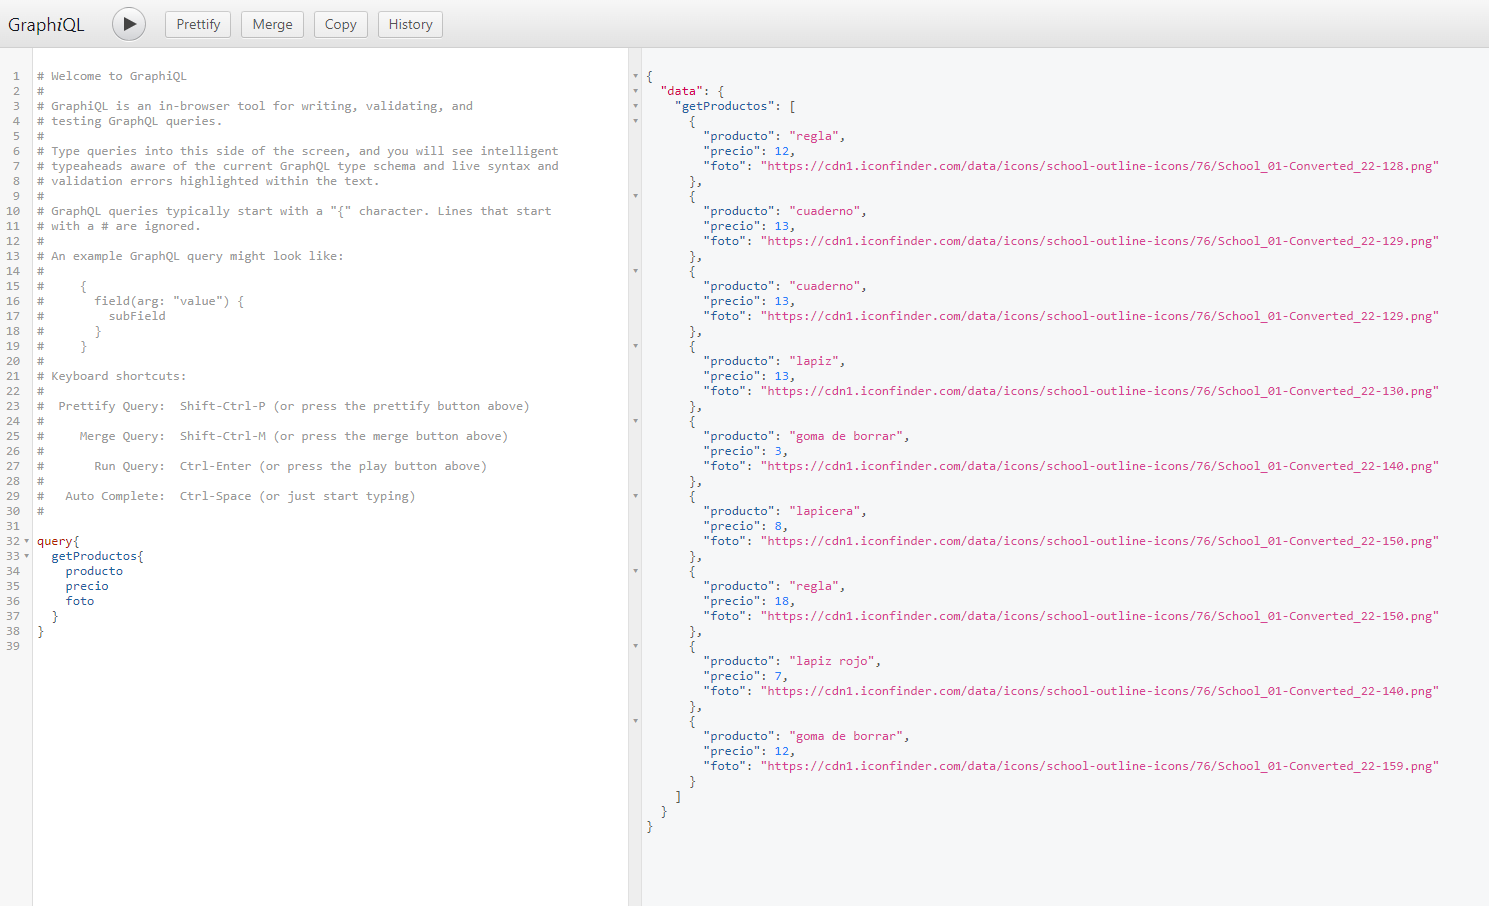 GraphiQL
Prettify
Merge
Copy
History
1 # Welcome to GraphiQL
2 #
3 # GraphiQL is an in-browser tool for writing, validating, and
4 # testing GraphQL queries.
5 #
6 # Type queries into this side of the screen, and you will see intelligent
7 # typeaheads aware of the current GraphQL type schema and live syntax and
8 # validation errors highlighted within the text.
9 #
10 # GraphQL queries typically start with a "{" character. Lines that start
11 # with a # are ignored.
12 #
13 # An example GraphQL query might look like:
14 #
15 #     {
16 #       field(arg: "value") {
17 #         subField
18 #       }
19 #     }
20 #
21 # Keyboard shortcuts:
22 #
23 #  Prettify Query:  Shift-Ctrl-P (or press the prettify button above)
24 #
25 #     Merge Query:  Shift-Ctrl-M (or press the merge button above)
26 #
27 #       Run Query:  Ctrl-Enter (or press the play button above)
28 #
29 #   Auto Complete:  Ctrl-Space (or just start typing)
30 #
31
32 query{
33   getProductos{
34     producto
35     precio
36     foto
37   }
38 }
39
{
  "data": {
    "getProductos": [
      {
        "producto": "regla",
        "precio": 12,
        "foto": "https://cdn1.iconfinder.com/data/icons/school-outline-icons/76/School_01-Converted_22-128.png"
      },
      {
        "producto": "cuaderno",
        "precio": 13,
        "foto": "https://cdn1.iconfinder.com/data/icons/school-outline-icons/76/School_01-Converted_22-129.png"
      },
      {
        "producto": "cuaderno",
        "precio": 13,
        "foto": "https://cdn1.iconfinder.com/data/icons/school-outline-icons/76/School_01-Converted_22-129.png"
      },
      {
        "producto": "lapiz",
        "precio": 13,
        "foto": "https://cdn1.iconfinder.com/data/icons/school-outline-icons/76/School_01-Converted_22-130.png"
      },
      {
        "producto": "goma de borrar",
        "precio": 3,
        "foto": "https://cdn1.iconfinder.com/data/icons/school-outline-icons/76/School_01-Converted_22-140.png"
      },
      {
        "producto": "lapicera",
        "precio": 8,
        "foto": "https://cdn1.iconfinder.com/data/icons/school-outline-icons/76/School_01-Converted_22-150.png"
      },
      {
        "producto": "regla",
        "precio": 18,
        "foto": "https://cdn1.iconfinder.com/data/icons/school-outline-icons/76/School_01-Converted_22-150.png"
      },
      {
        "producto": "lapiz rojo",
        "precio": 7,
        "foto": "https://cdn1.iconfinder.com/data/icons/school-outline-icons/76/School_01-Converted_22-140.png"
      },
      {
        "producto": "goma de borrar",
        "precio": 12,
        "foto": "https://cdn1.iconfinder.com/data/icons/school-outline-icons/76/School_01-Converted_22-159.png"
      }
    ]
  }
}